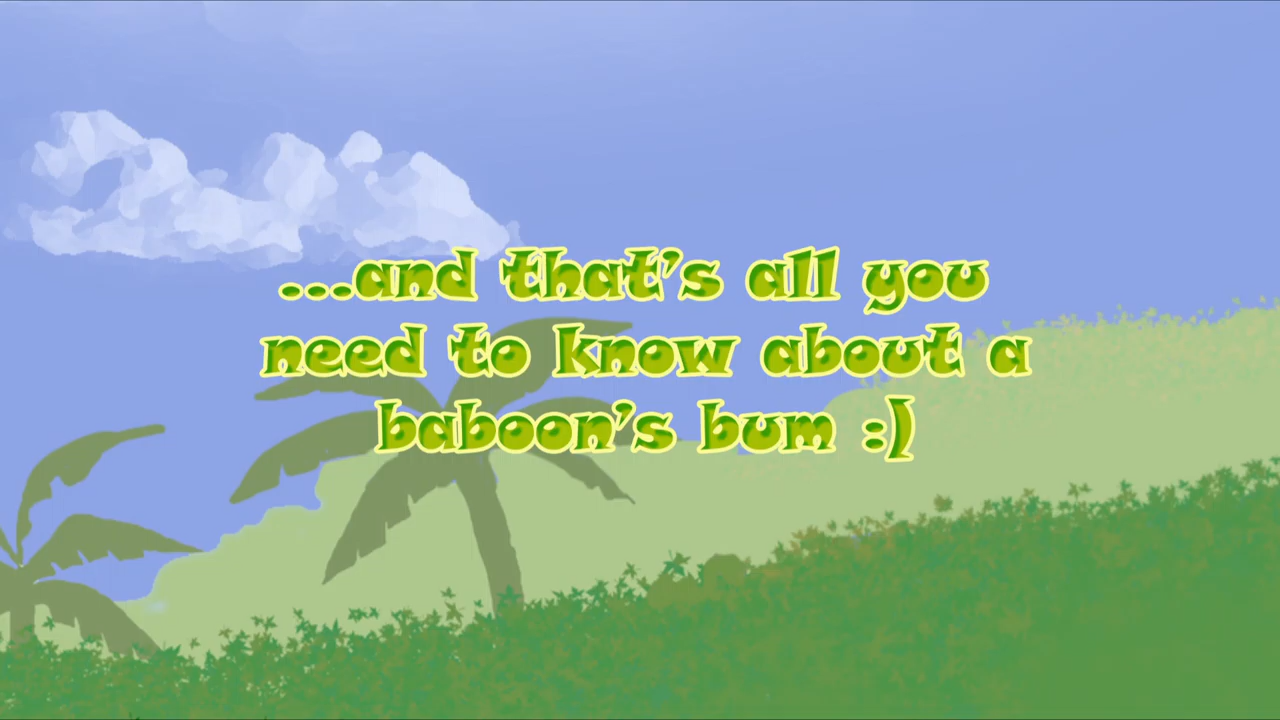 ...and that's all you
need to know about a
baboon's bum :)